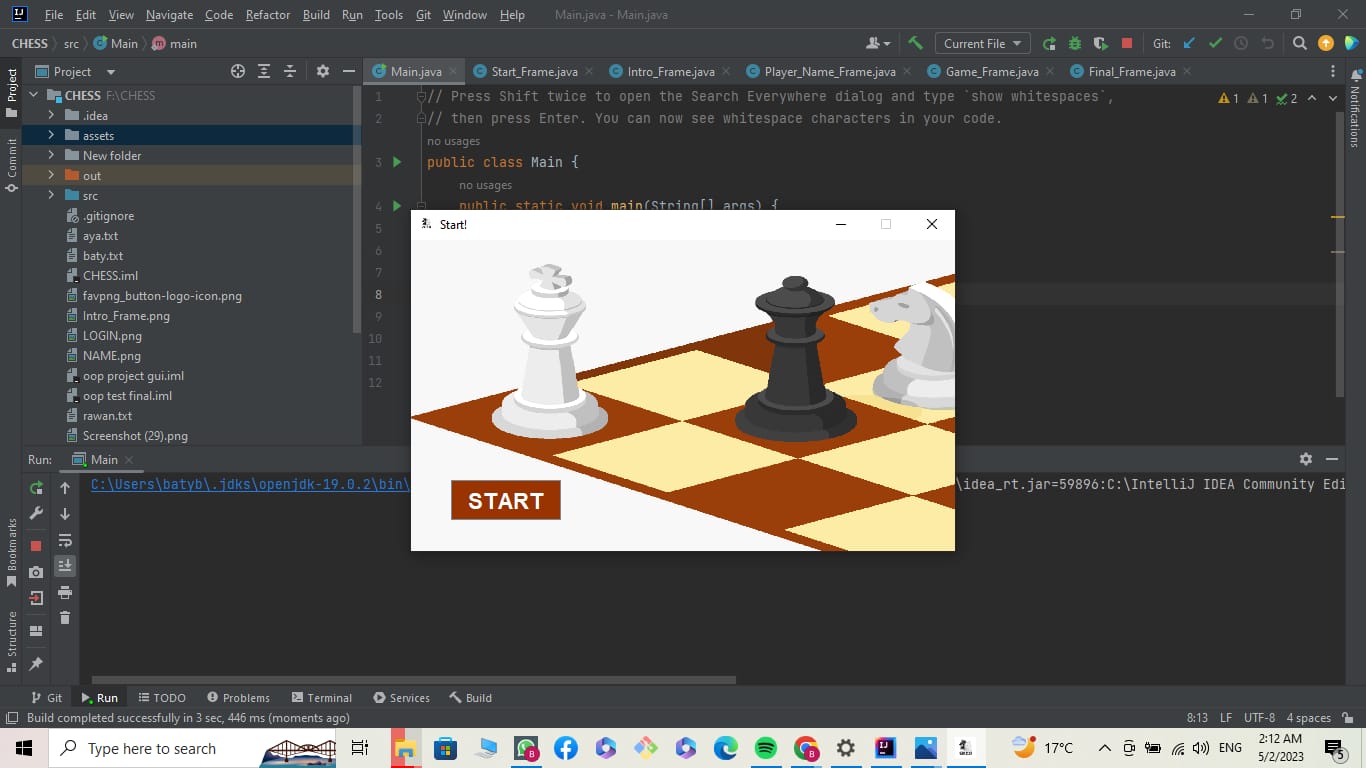 File Edit View Navigate Code Refactor Build Run Tools Git Window Help Main.java - Main.java
CHESS src Main main Current File Git:
Project
Main.java Start_Frame.java Intro_Frame.java Player_Name_Frame.java Game_Frame.java Final_Frame.java
Project
Commit
Bookmarks
Structure
Notifications
CHESS F:\CHESS
.idea
assets
New folder
out
src
.gitignore
aya.txt
baty.txt
CHESS.iml
favpng_button-logo-icon.png
Intro_Frame.png
LOGIN.png
NAME.png
oop project gui.iml
oop test final.iml
rawan.txt
Screenshot (29).png
1 // Press Shift twice to open the Search Everywhere dialog and type `show whitespaces`,
1 1 2
2 // then press Enter. You can now see whitespace characters in your code.
no usages
3 public class Main {
no usages
4 public static void main(String[] args) {
5
6
7
8
9
10
11
12
Start!
START
Run: Main
C:\Users\batyb\.jdks\openjdk-19.0.2\bin\
\idea_rt.jar=59896:C:\IntelliJ IDEA Community Edi
Git Run TODO Problems Terminal Services Build
Build completed successfully in 3 sec, 446 ms (moments ago) 8:13 LF UTF-8 4 spaces
Type here to search
17°C ENG
2:12 AM
5/2/2023
5